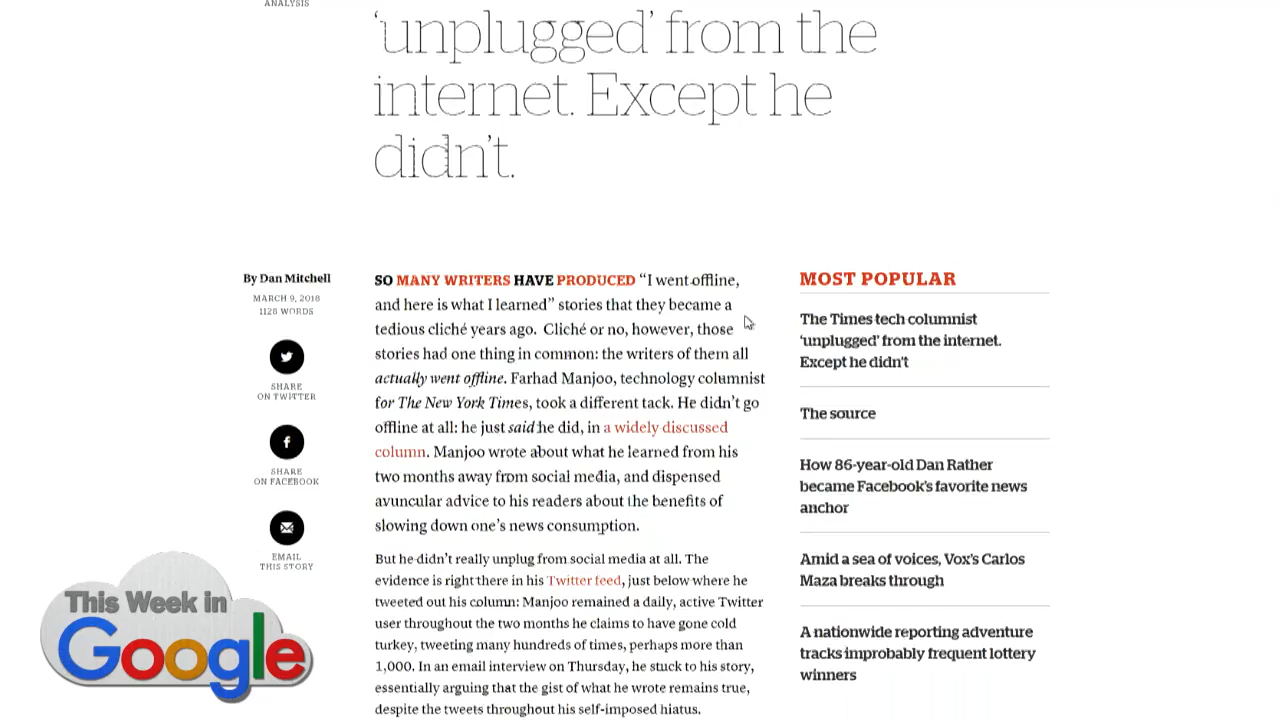 ANALYSIS
‘unplugged’ from the
internet. Except he
didn’t.
By Dan Mitchell
MARCH 9, 2018
1128 WORDS
SHARE
ON TWITTER
SHARE
ON FACEBOOK
EMAIL
THIS STORY
SO MANY WRITERS HAVE PRODUCED “I went offline,
and here is what I learned” stories that they became a
tedious cliché years ago. Cliché or no, however, those
stories had one thing in common: the writers of them all
actually went offline. Farhad Manjoo, technology columnist
for The New York Times, took a different tack. He didn’t go
offline at all: he just said he did, in a widely discussed
column. Manjoo wrote about what he learned from his
two months away from social media, and dispensed
avuncular advice to his readers about the benefits of
slowing down one’s news consumption.
But he didn’t really unplug from social media at all. The
evidence is right there in his Twitter feed, just below where he
tweeted out his column: Manjoo remained a daily, active Twitter
user throughout the two months he claims to have gone cold
turkey, tweeting many hundreds of times, perhaps more than
1,000. In an email interview on Thursday, he stuck to his story,
essentially arguing that the gist of what he wrote remains true,
despite the tweets throughout his self-imposed hiatus.
MOST POPULAR
The Times tech columnist
‘unplugged’ from the internet.
Except he didn’t
The source
How 86-year-old Dan Rather
became Facebook’s favorite news
anchor
Amid a sea of voices, Vox’s Carlos
Maza breaks through
A nationwide reporting adventure
tracks improbably frequent lottery
winners
This Week in
Google